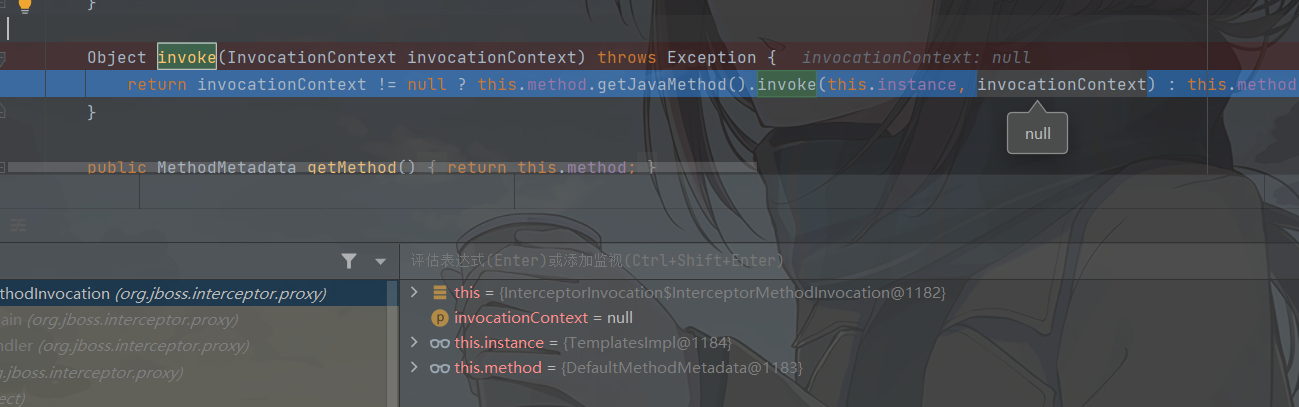 }
Object invoke(InvocationContext invocationContext) throws Exception {   invocationContext: null
return invocationContext != null ? this.method.getJavaMethod().invoke(this.instance, invocationContext) : this.method
}
null
public MethodMetadata getMethod() { return this.method; }
评估表达式(Enter)或添加监视(Ctrl+Shift+Enter)
thodInvocation (org.jboss.interceptor.proxy)
ain (org.jboss.interceptor.proxy)
ndler (org.jboss.interceptor.proxy)
g.jboss.interceptor.proxy)
ect)
this = {InterceptorInvocation$InterceptorMethodInvocation@1182}
invocationContext = null
this.instance = {TemplatesImpl@1184}
this.method = {DefaultMethodMetadata@1183}